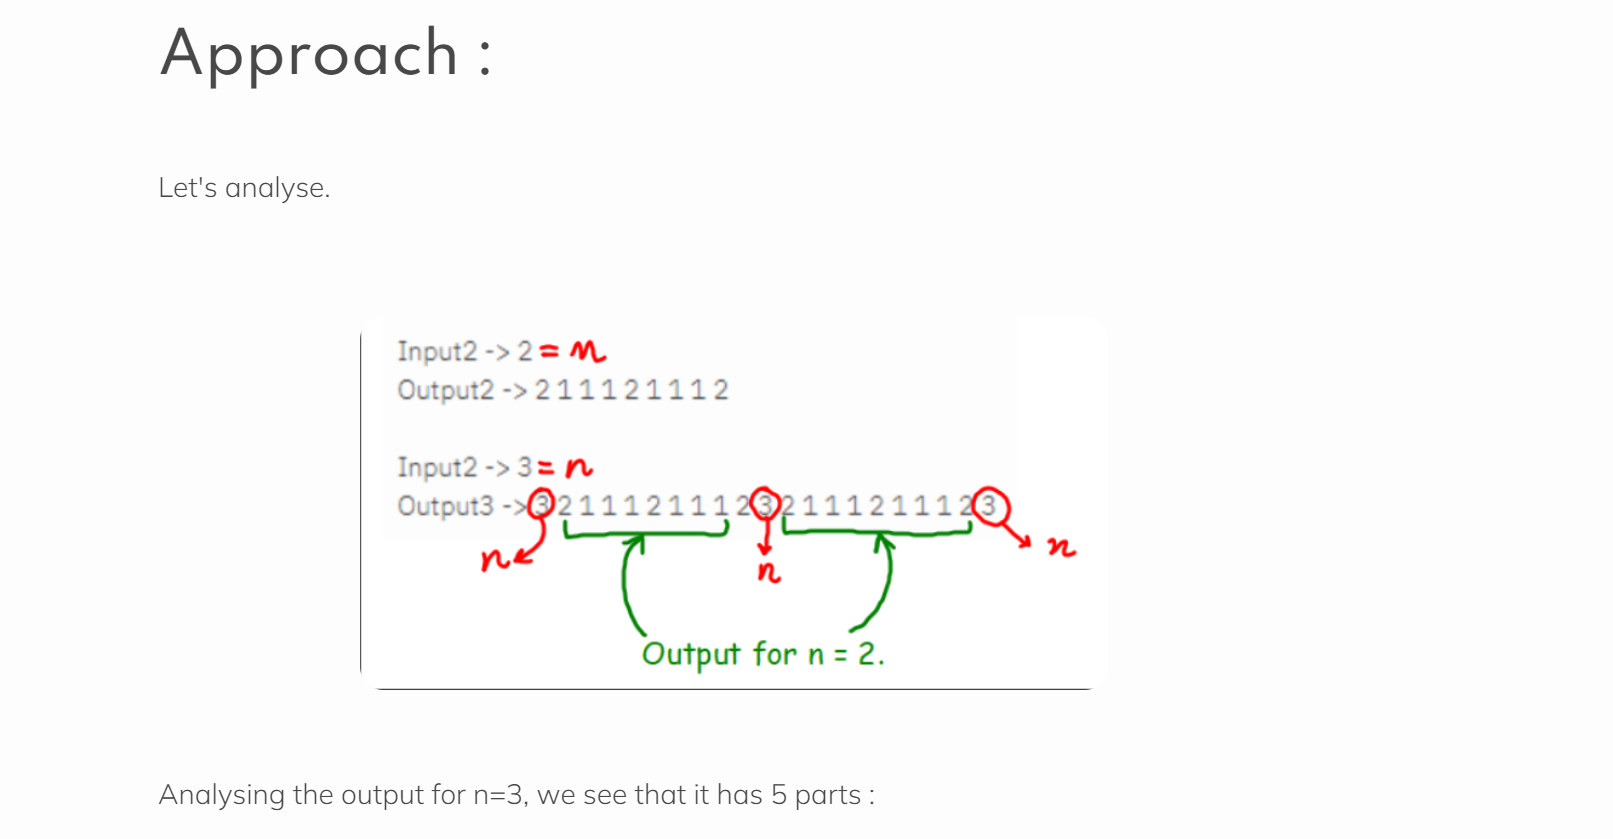 Approach :
Let's analyse.
Input2 -> 2 = n
Output2 -> 2 1 1 1 2 1 1 1 2
Input2 -> 3 = n
Output3 -> 3 2 1 1 1 2 1 1 1 2 3 2 1 1 1 2 1 1 1 2 3
n n n
Output for n = 2.
Analysing the output for n=3, we see that it has 5 parts :